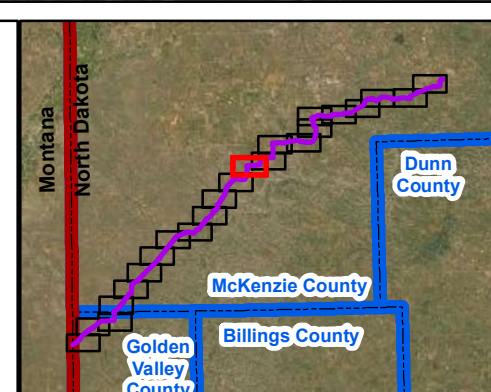 Montana
North Dakota
Dunn
County
McKenzie County
Billings County
Golden
Valley
County